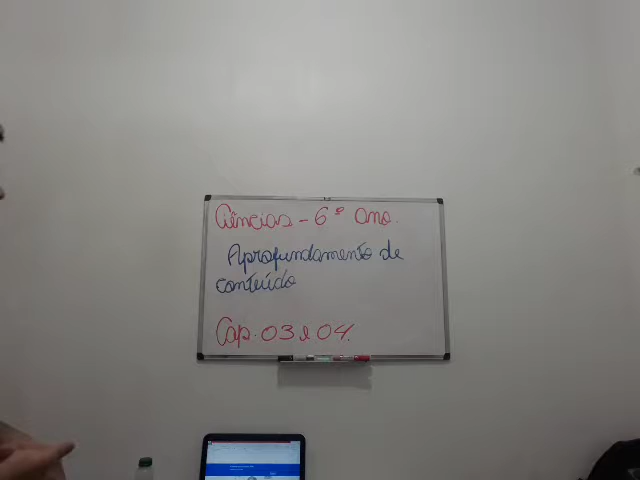 Ciências - 6º Ano.
Aprofundamento de
conteúdo
Cap. 03 e 04.